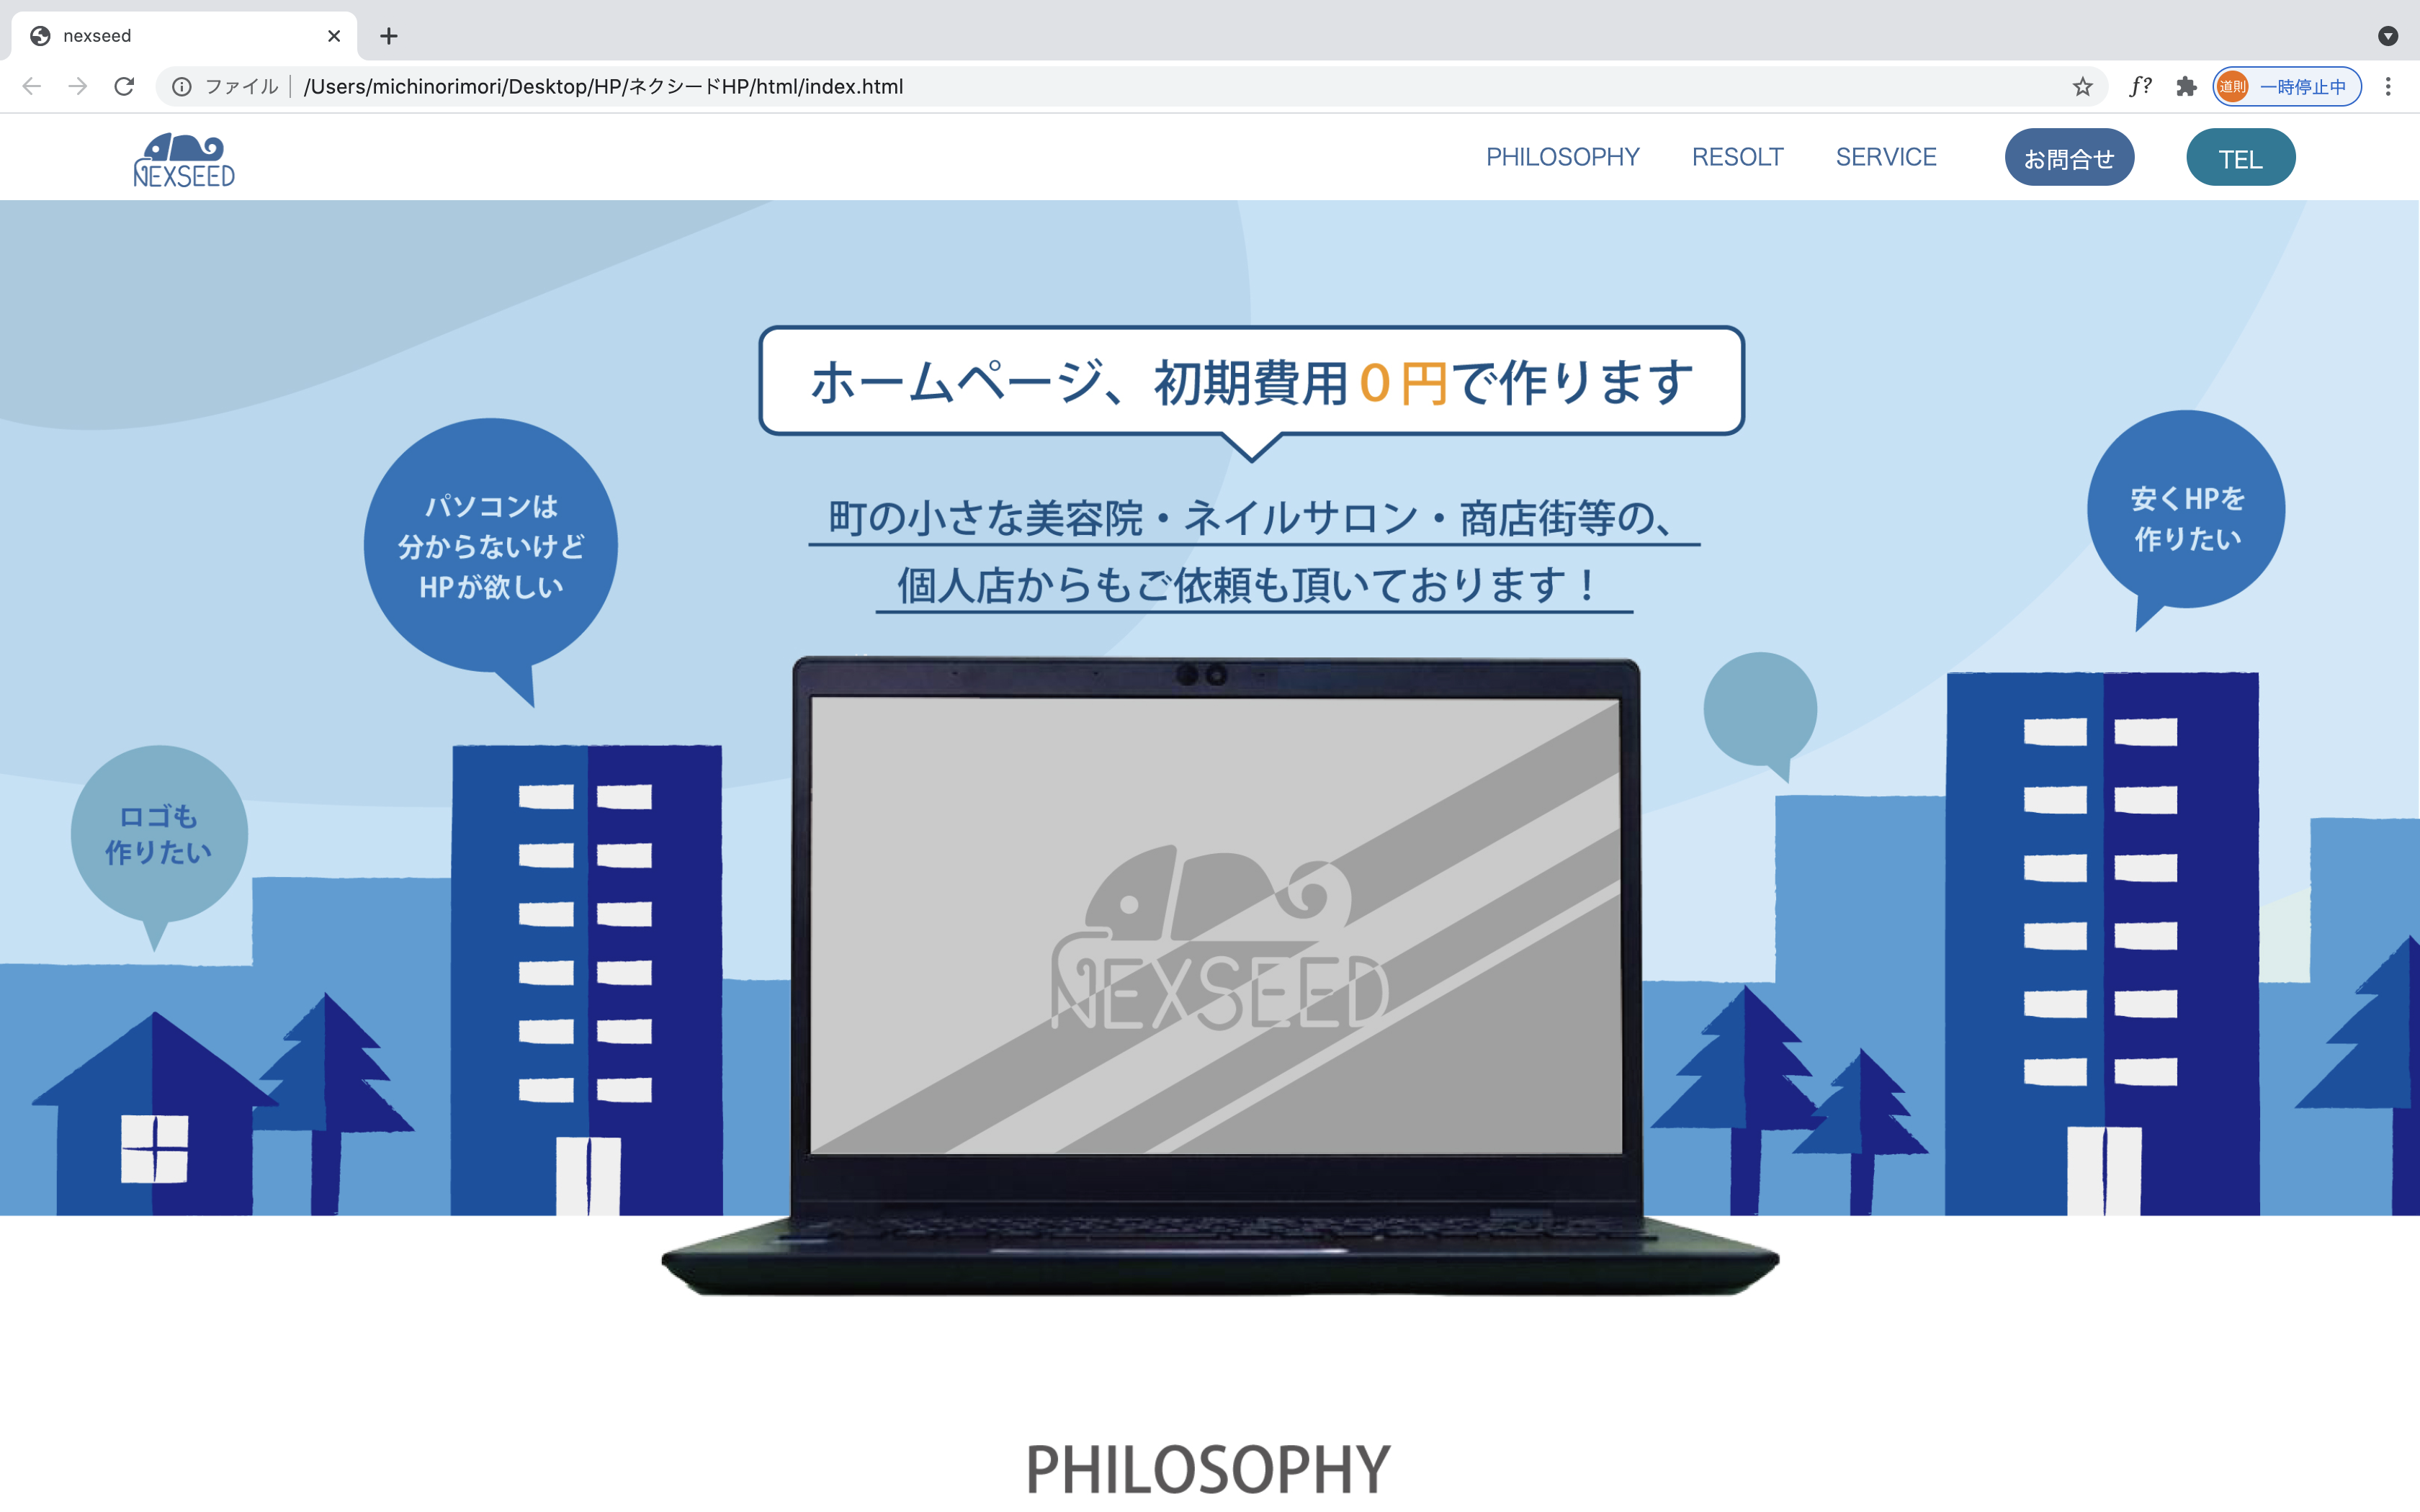 nexseed
ファイル
/Users/michinorimori/Desktop/HP/ネクシードHP/html/index.html
道則
一時停止中
NEXSEED
PHILOSOPHY
RESOLT
SERVICE
お問合せ
TEL
ホームページ、初期費用0円で作ります
町の小さな美容院・ネイルサロン・商店街等の、
個人店からもご依頼も頂いております！
パソコンは
分からないけど
HPが欲しい
安くHPを
作りたい
ロゴも
作りたい
NEXSEED
PHILOSOPHY